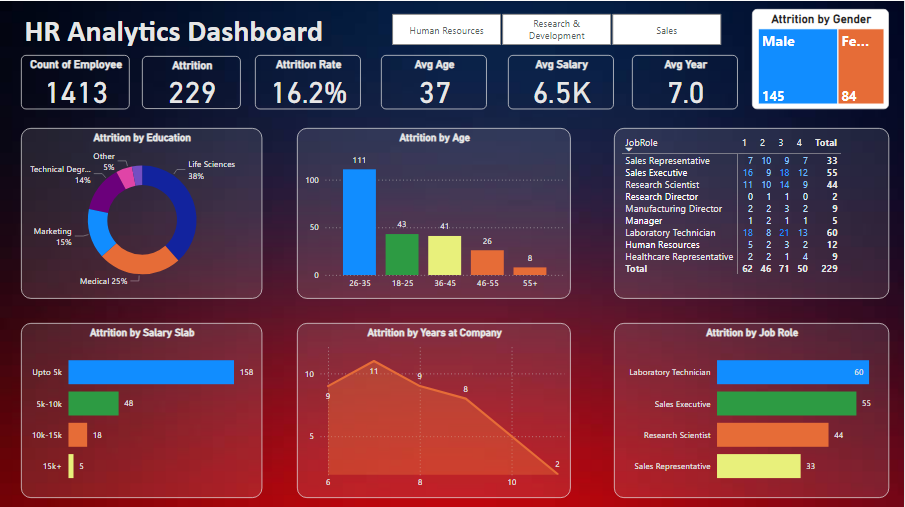 HR Analytics Dashboard
Human Resources
Research &
Development
Sales
Attrition by Gender
Male
Fe...
145
84
Count of Employee
1413
Attrition
229
Attrition Rate
16.2%
Avg Age
37
Avg Salary
6.5K
Avg Year
7.0
Attrition by Education
Other
5%
Life Sciences
38%
Technical Degr...
14%
Marketing
15%
Medical 25%
Attrition by Age
111
100
43
41
50
26
8
0
26-35 18-25 36-45 46-55 55+
JobRole 1 2 3 4 Total
Sales Representative 7 10 9 7 33
Sales Executive 16 9 18 12 55
Research Scientist 11 10 14 9 44
Research Director 0 1 1 0 2
Manufacturing Director 2 2 3 2 9
Manager 1 2 1 1 5
Laboratory Technician 18 8 21 13 60
Human Resources 5 2 3 2 12
Healthcare Representative 2 2 1 4 9
Total 62 46 71 50 229
Attrition by Salary Slab
Upto 5k 158
5k-10k 48
10k-15k 18
15k+ 5
Attrition by Years at Company
10
11
9
9
8
5
2
6 8 10
Attrition by Job Role
Laboratory Technician 60
Sales Executive 55
Research Scientist 44
Sales Representative 33